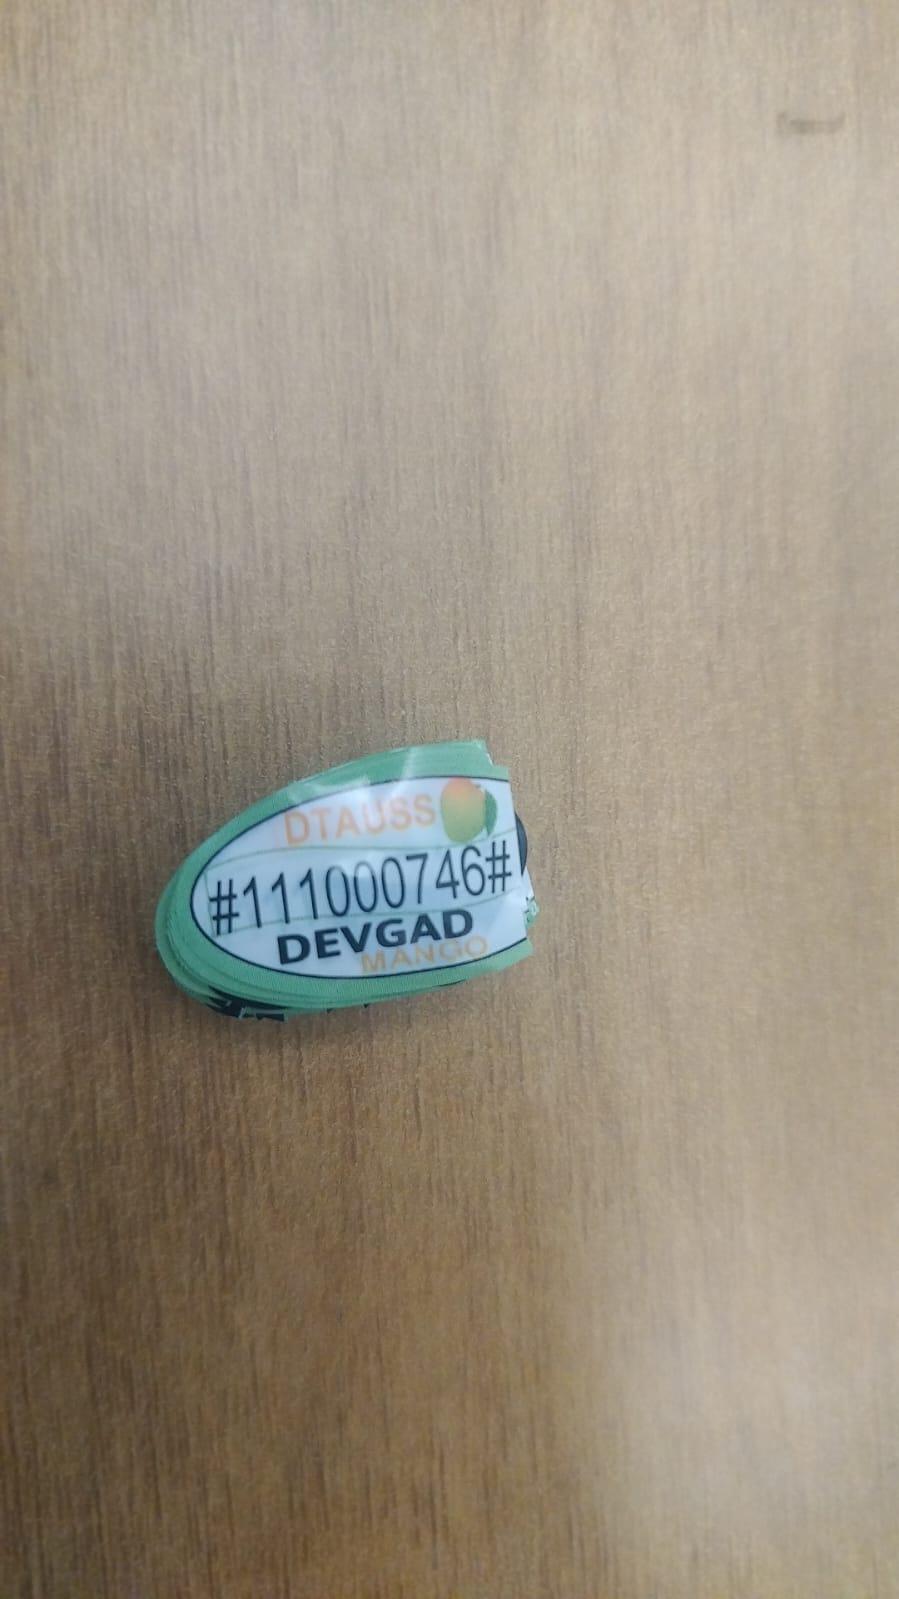 DTAUSS
#111000746#
DEVGAD
MANGO